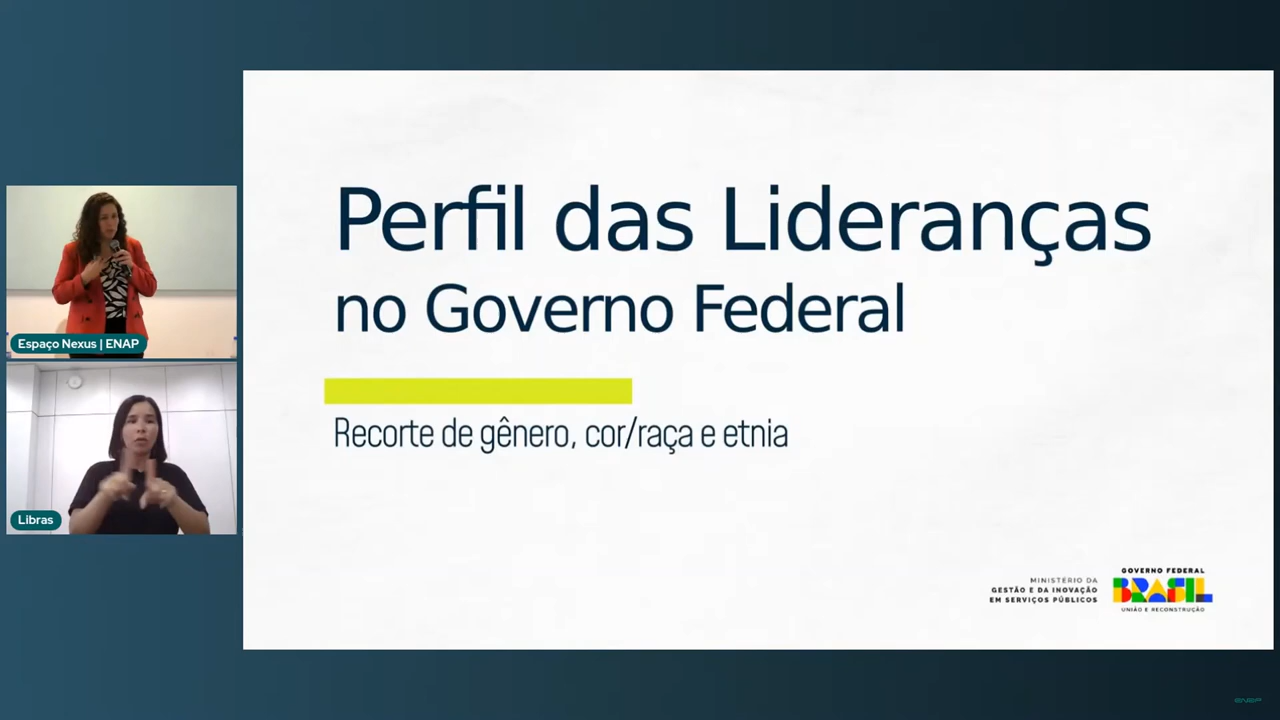 Perfil das Lideranças
no Governo Federal
Recorte de gênero, cor/raça e etnia
Espaço Nexus | ENAP
Libras
MINISTÉRIO DA
GESTÃO E DA INOVAÇÃO
EM SERVIÇOS PÚBLICOS
GOVERNO FEDERAL
BRASIL
UNIÃO E RECONSTRUÇÃO
ENAP